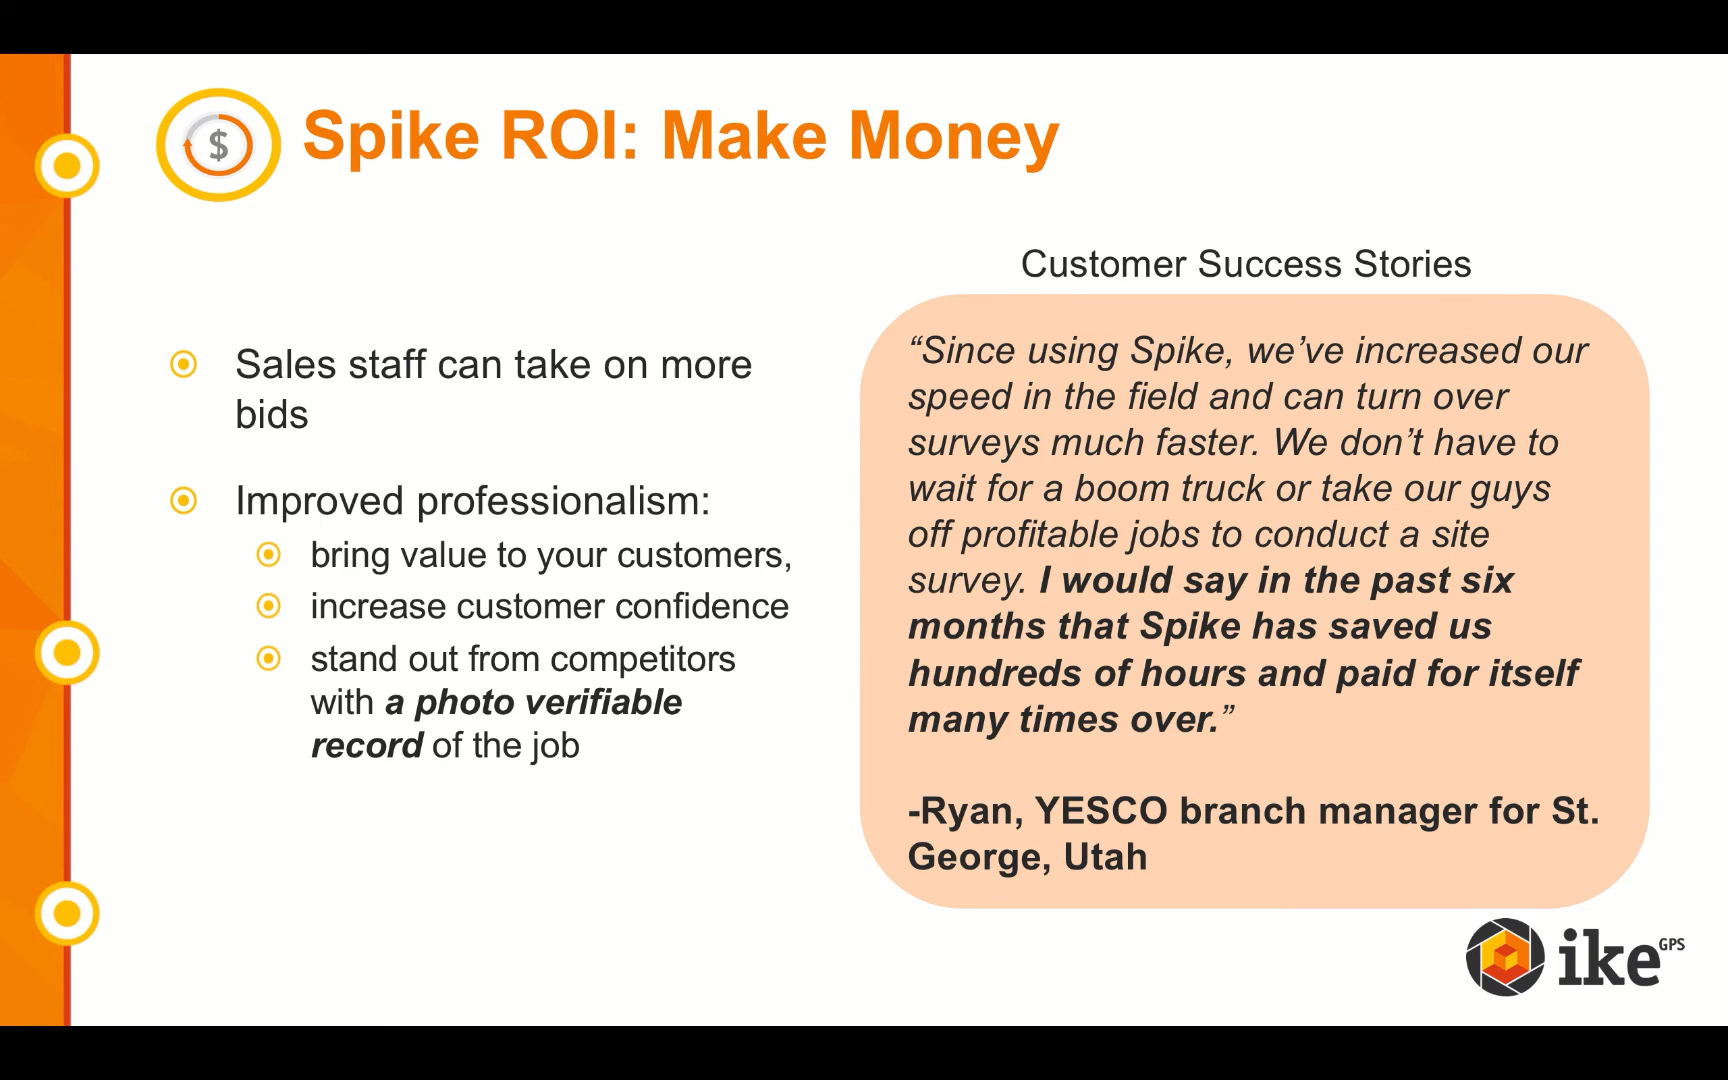 $
Spike ROI: Make Money
Sales staff can take on more
bids
Improved professionalism:
bring value to your customers,
increase customer confidence
stand out from competitors
with a photo verifiable
record of the job
Customer Success Stories
“Since using Spike, we’ve increased our
speed in the field and can turn over
surveys much faster. We don’t have to
wait for a boom truck or take our guys
off profitable jobs to conduct a site
survey. I would say in the past six
months that Spike has saved us
hundreds of hours and paid for itself
many times over.”
-Ryan, YESCO branch manager for St.
George, Utah
ike GPS